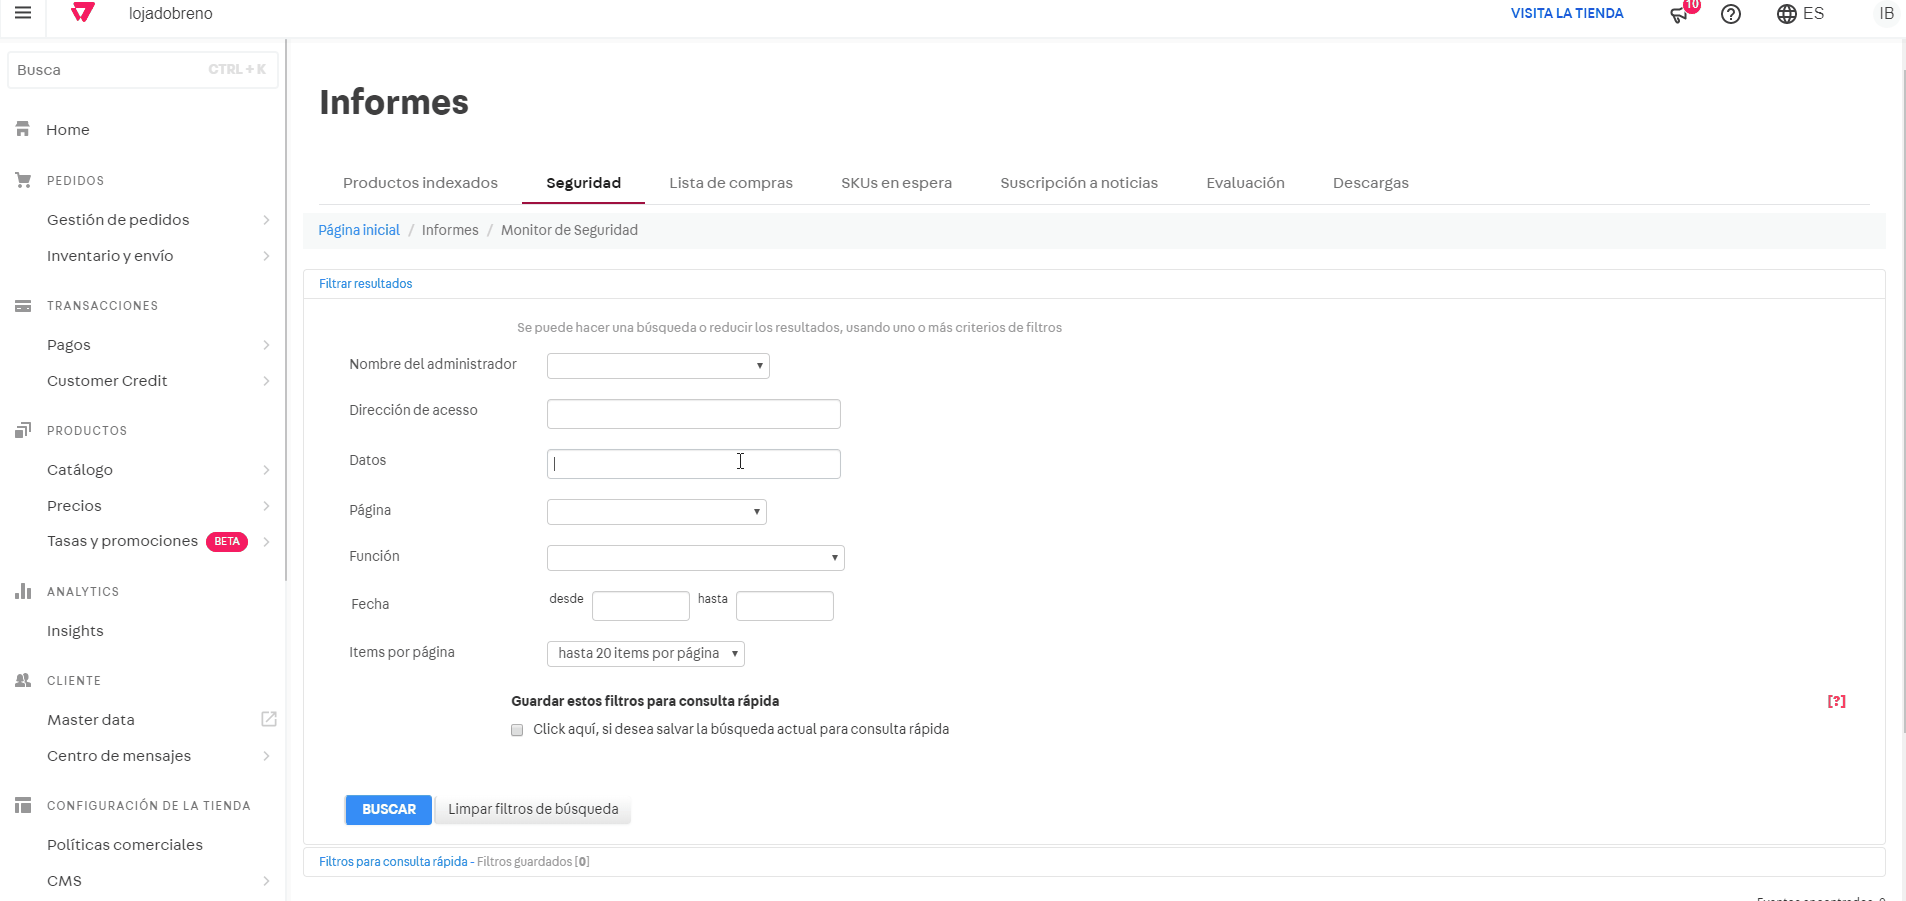 lojadobreno
VISITA LA TIENDA
10
ES
IB
Busca
CTRL + K
Home
PEDIDOS
Gestión de pedidos
Inventario y envío
TRANSACCIONES
Pagos
Customer Credit
PRODUCTOS
Catálogo
Precios
Tasas y promociones BETA
ANALYTICS
Insights
CLIENTE
Master data
Centro de mensajes
CONFIGURACIÓN DE LA TIENDA
Políticas comerciales
CMS
Informes
Productos indexados
Seguridad
Lista de compras
SKUs en espera
Suscripción a noticias
Evaluación
Descargas
Página inicial / Informes / Monitor de Seguridad
Filtrar resultados
Se puede hacer una búsqueda o reducir los resultados, usando uno o más criterios de filtros
Nombre del administrador
Dirección de acesso
Datos
Página
Función
Fecha desde hasta
Items por página hasta 20 items por página
Guardar estos filtros para consulta rápida
[?]
Click aquí, si desea salvar la búsqueda actual para consulta rápida
BUSCAR
Limpar filtros de búsqueda
Filtros para consulta rápida - Filtros guardados [0]